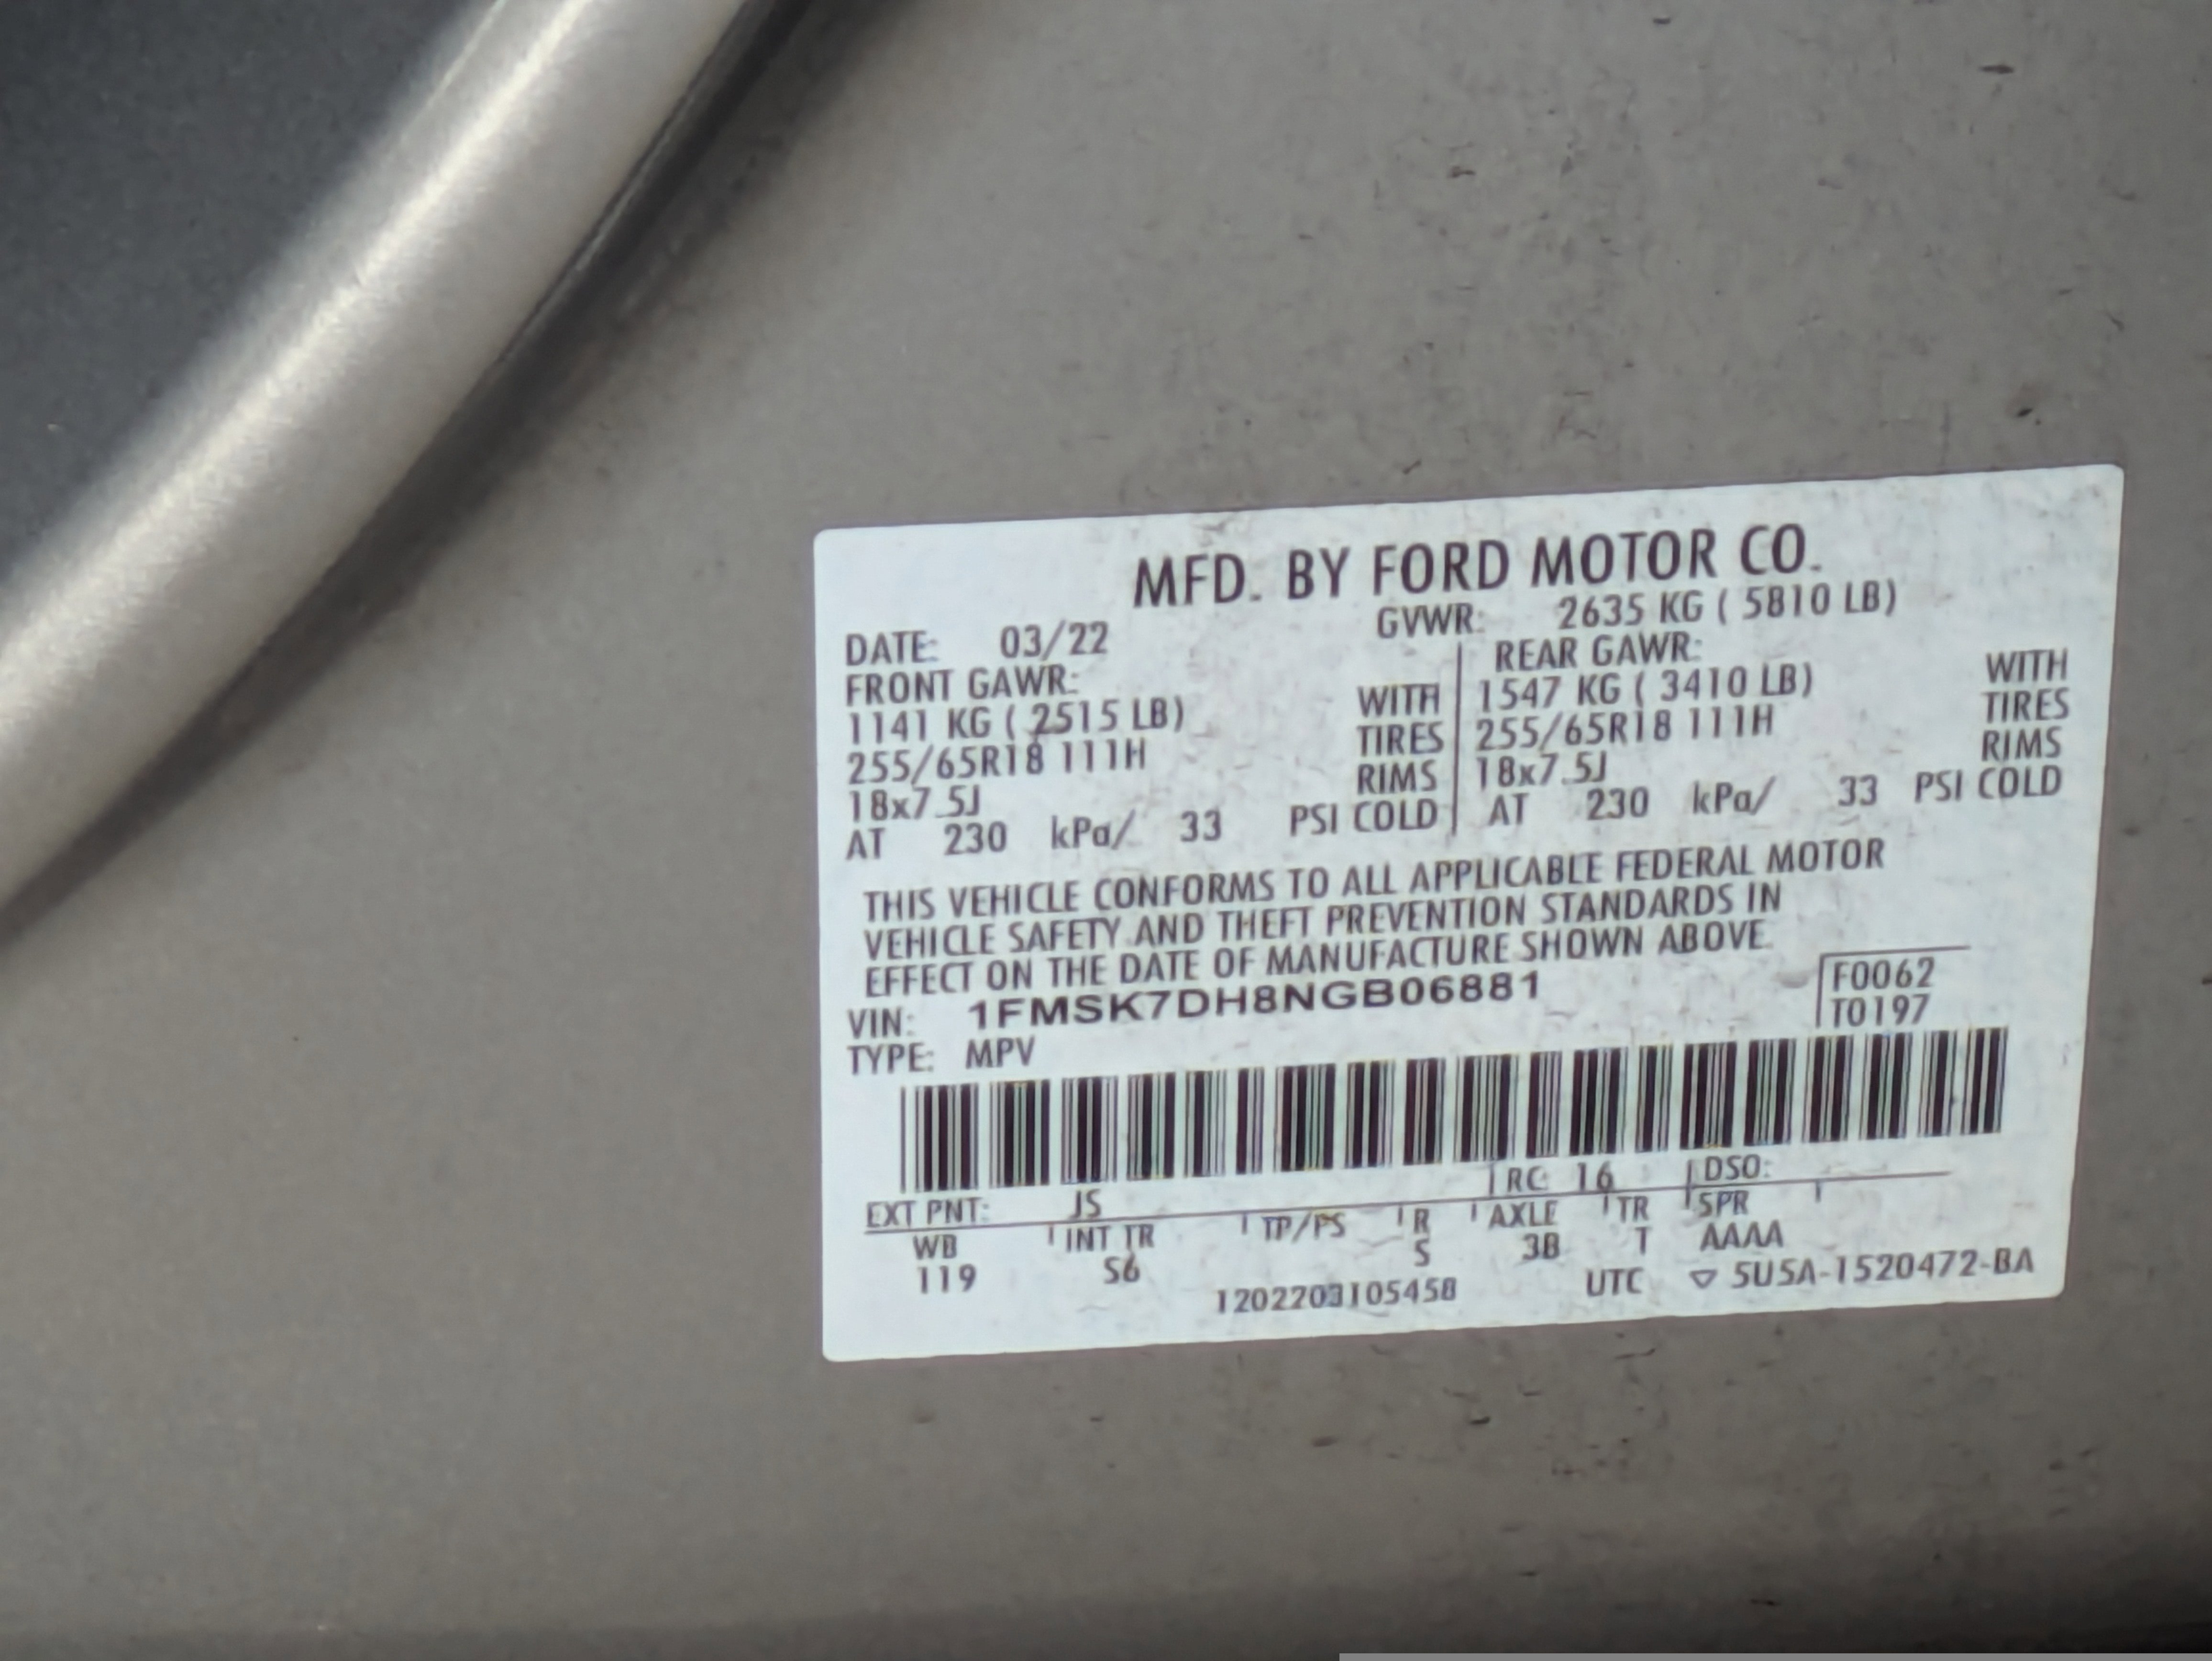 MFD. BY FORD MOTOR CO.
DATE: 03/22 GVWR: 2635 KG ( 5810 LB)
FRONT GAWR: REAR GAWR:
1141 KG ( 2515 LB) WITH 1547 KG ( 3410 LB) WITH
255/65R18 111H TIRES 255/65R18 111H TIRES
18x7.5J RIMS 18x7.5J RIMS
AT 230 kPa/ 33 PSI COLD AT 230 kPa/ 33 PSI COLD
THIS VEHICLE CONFORMS TO ALL APPLICABLE FEDERAL MOTOR
VEHICLE SAFETY AND THEFT PREVENTION STANDARDS IN
EFFECT ON THE DATE OF MANUFACTURE SHOWN ABOVE.
VIN: 1FMSK7DH8NGB06881 F0062
TYPE: MPV T0197
EXT PNT: JS RC: 16 DSO:
WB INT TR TP/PS R AXLE TR SPR
119 S6 S 3B T AAAA
1202203105458 UTC ▽ 5U5A-1520472-BA